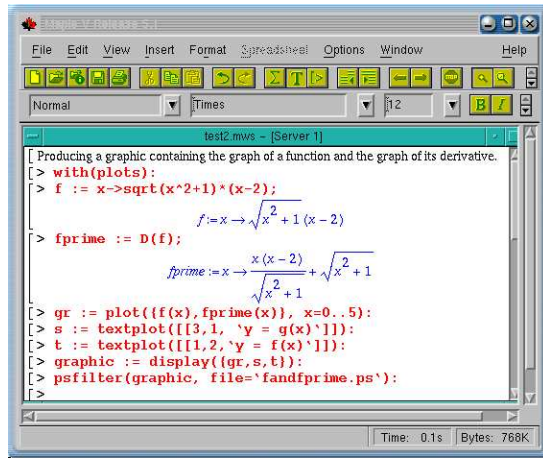 Maple V Release 5.1
File Edit View Insert Format Spreadsheet Options Window Help
Normal Times 12 B I
test2.mws - [Server 1]
[ Producing a graphic containing the graph of a function and the graph of its derivative.
[> with(plots):
[> f := x->sqrt(x^2+1)*(x-2);
f := x → √(x² + 1) (x − 2)
[> fprime := D(f);
fprime := x → x (x − 2) / √(x² + 1) + √(x² + 1)
[> gr := plot({f(x),fprime(x)}, x=0..5):
[> s := textplot([[3,1, `y = g(x)`]]):
[> t := textplot([[1,2,`y = f(x)`]]):
[> graphic := display({gr,s,t}):
[> psfilter(graphic, file=`fandfprime.ps`):
[>
Time: 0.1s Bytes: 768K